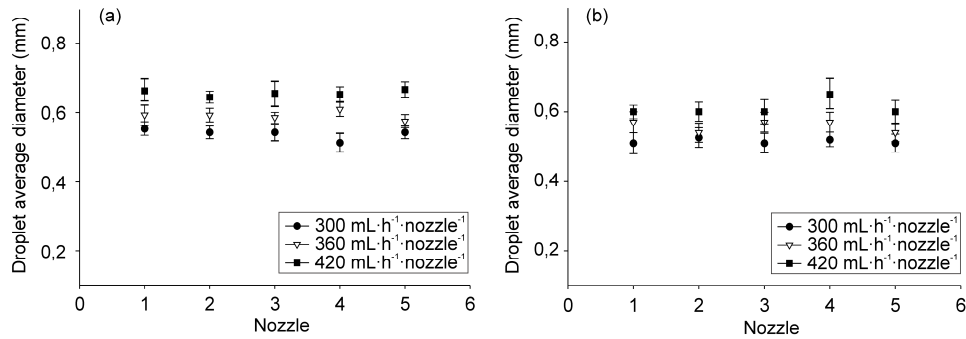 (a)
Droplet average diameter (mm)
0,8
0,6
0,4
0,2
300 mL·h⁻¹·nozzle⁻¹
360 mL·h⁻¹·nozzle⁻¹
420 mL·h⁻¹·nozzle⁻¹
0 1 2 3 4 5 6
Nozzle
(b)
Droplet average diameter (mm)
0,8
0,6
0,4
0,2
300 mL·h⁻¹·nozzle⁻¹
360 mL·h⁻¹·nozzle⁻¹
420 mL·h⁻¹·nozzle⁻¹
0 1 2 3 4 5 6
Nozzle